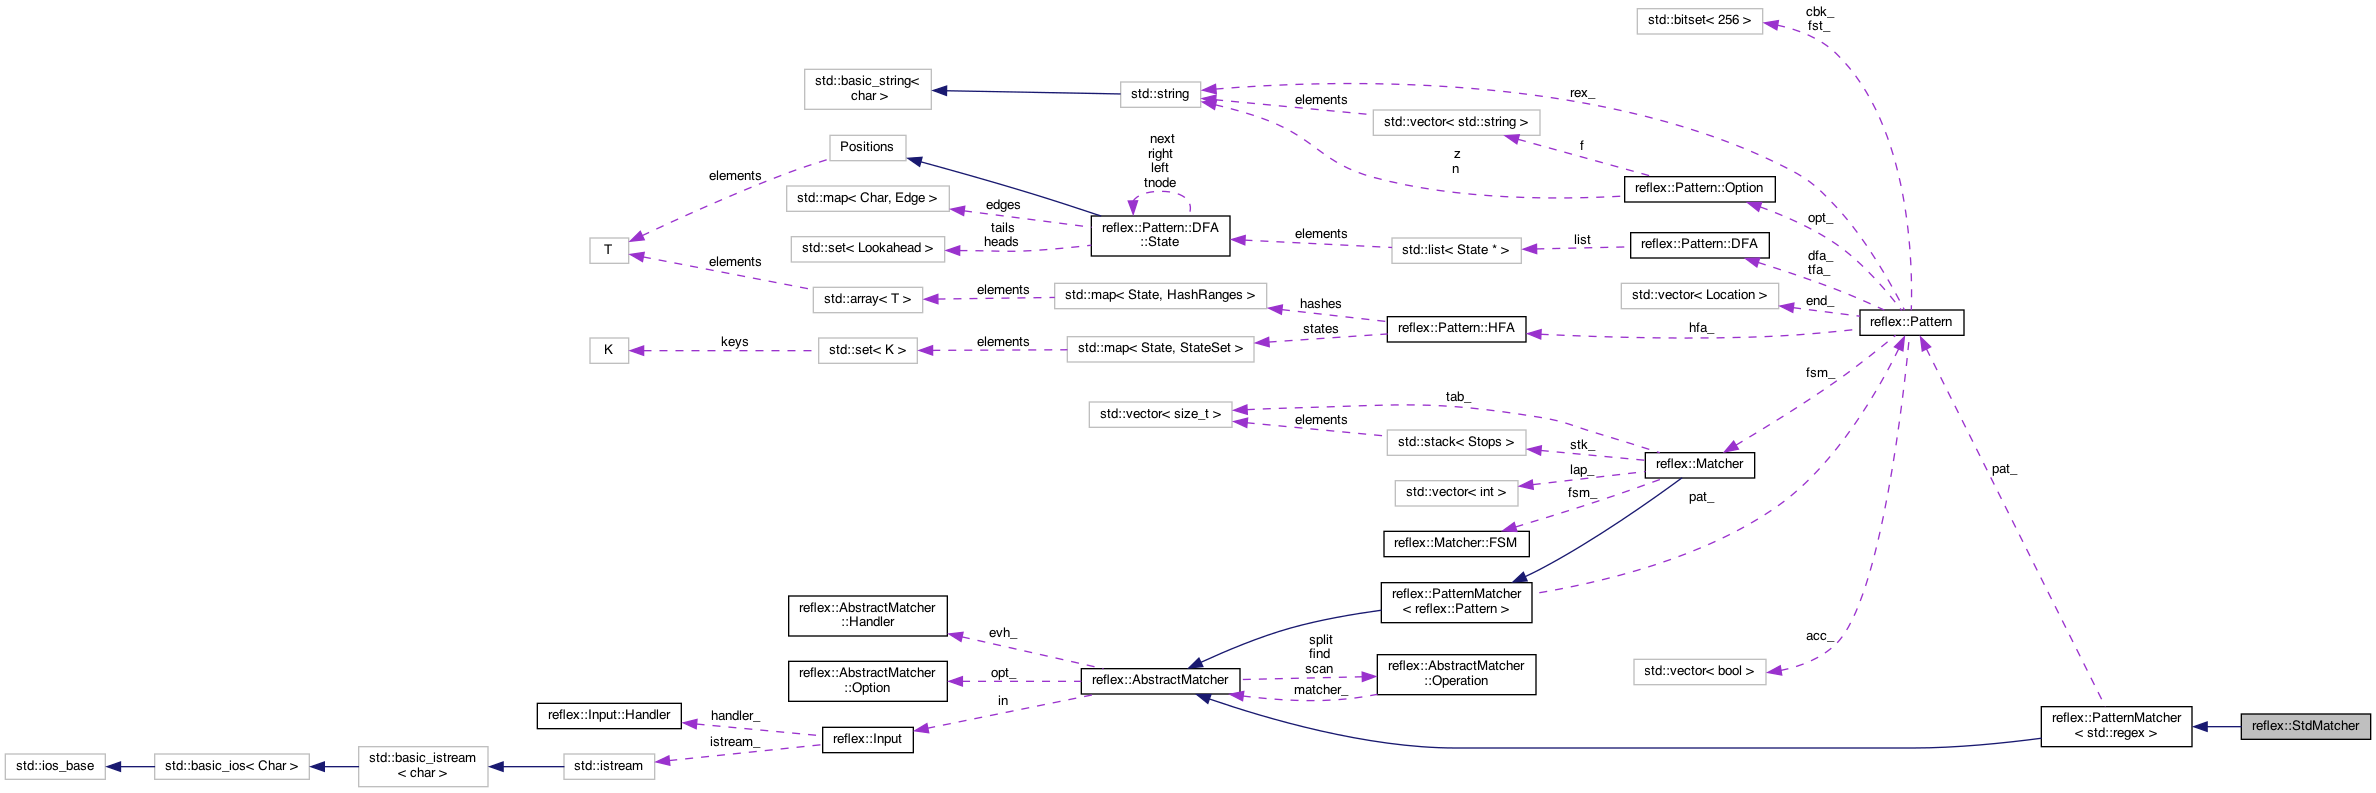 cbk_
fst_
std::bitset< 256 >
std::basic_string<
char >
std::string
rex_
elements
std::vector< std::string >
Positions
next
right
left
tnode
z
n
f
elements
reflex::Pattern::Option
std::map< Char, Edge >
edges
opt_
reflex::Pattern::DFA
::State
tails
heads
T
std::set< Lookahead >
elements
std::list< State * >
list
reflex::Pattern::DFA
dfa_
tfa_
elements
std::array< T >
elements
std::map< State, HashRanges >
hashes
std::vector< Location >
end_
reflex::Pattern
reflex::Pattern::HFA
hfa_
K
keys
std::set< K >
elements
std::map< State, StateSet >
states
fsm_
tab_
std::vector< size_t >
elements
std::stack< Stops >
stk_
reflex::Matcher
lap_
std::vector< int >
fsm_
pat_
pat_
reflex::Matcher::FSM
reflex::PatternMatcher
< reflex::Pattern >
reflex::AbstractMatcher
::Handler
evh_
split
find
scan
acc_
reflex::AbstractMatcher
::Option
opt_
reflex::AbstractMatcher
reflex::AbstractMatcher
::Operation
matcher_
std::vector< bool >
in
reflex::Input::Handler
handler_
reflex::Input
istream_
reflex::PatternMatcher
< std::regex >
reflex::StdMatcher
std::ios_base
std::basic_ios< Char >
std::basic_istream
< char >
std::istream